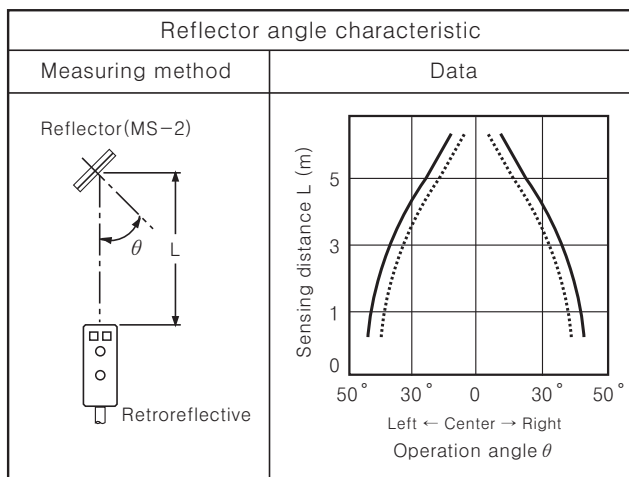 Reflector angle characteristic
Measuring method
Data
Reflector(MS-2)
θ
L
Retroreflective
Sensing distance L (m)
5
3
1
0
50° 30° 0 30° 50°
Left ← Center → Right
Operation angle θ